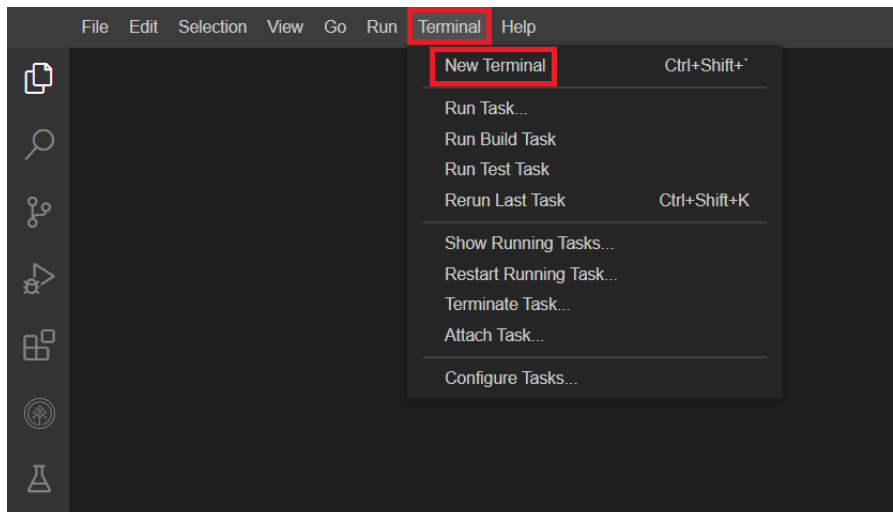 File Edit Selection View Go Run Terminal Help
New Terminal Ctrl+Shift+`
Run Task...
Run Build Task
Run Test Task
Rerun Last Task Ctrl+Shift+K
Show Running Tasks...
Restart Running Task...
Terminate Task...
Attach Task...
Configure Tasks...